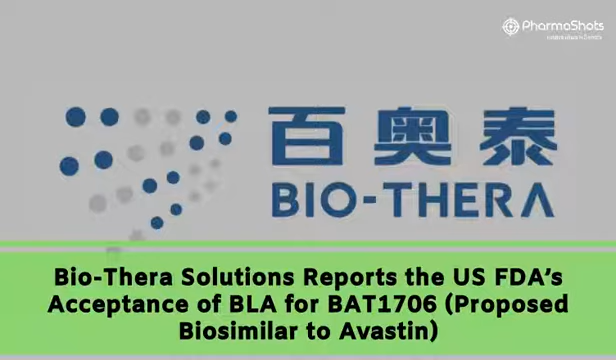 PharmaShots
百奥泰
BIO-THERA
Bio-Thera Solutions Reports the US FDA’s
Acceptance of BLA for BAT1706 (Proposed
Biosimilar to Avastin)